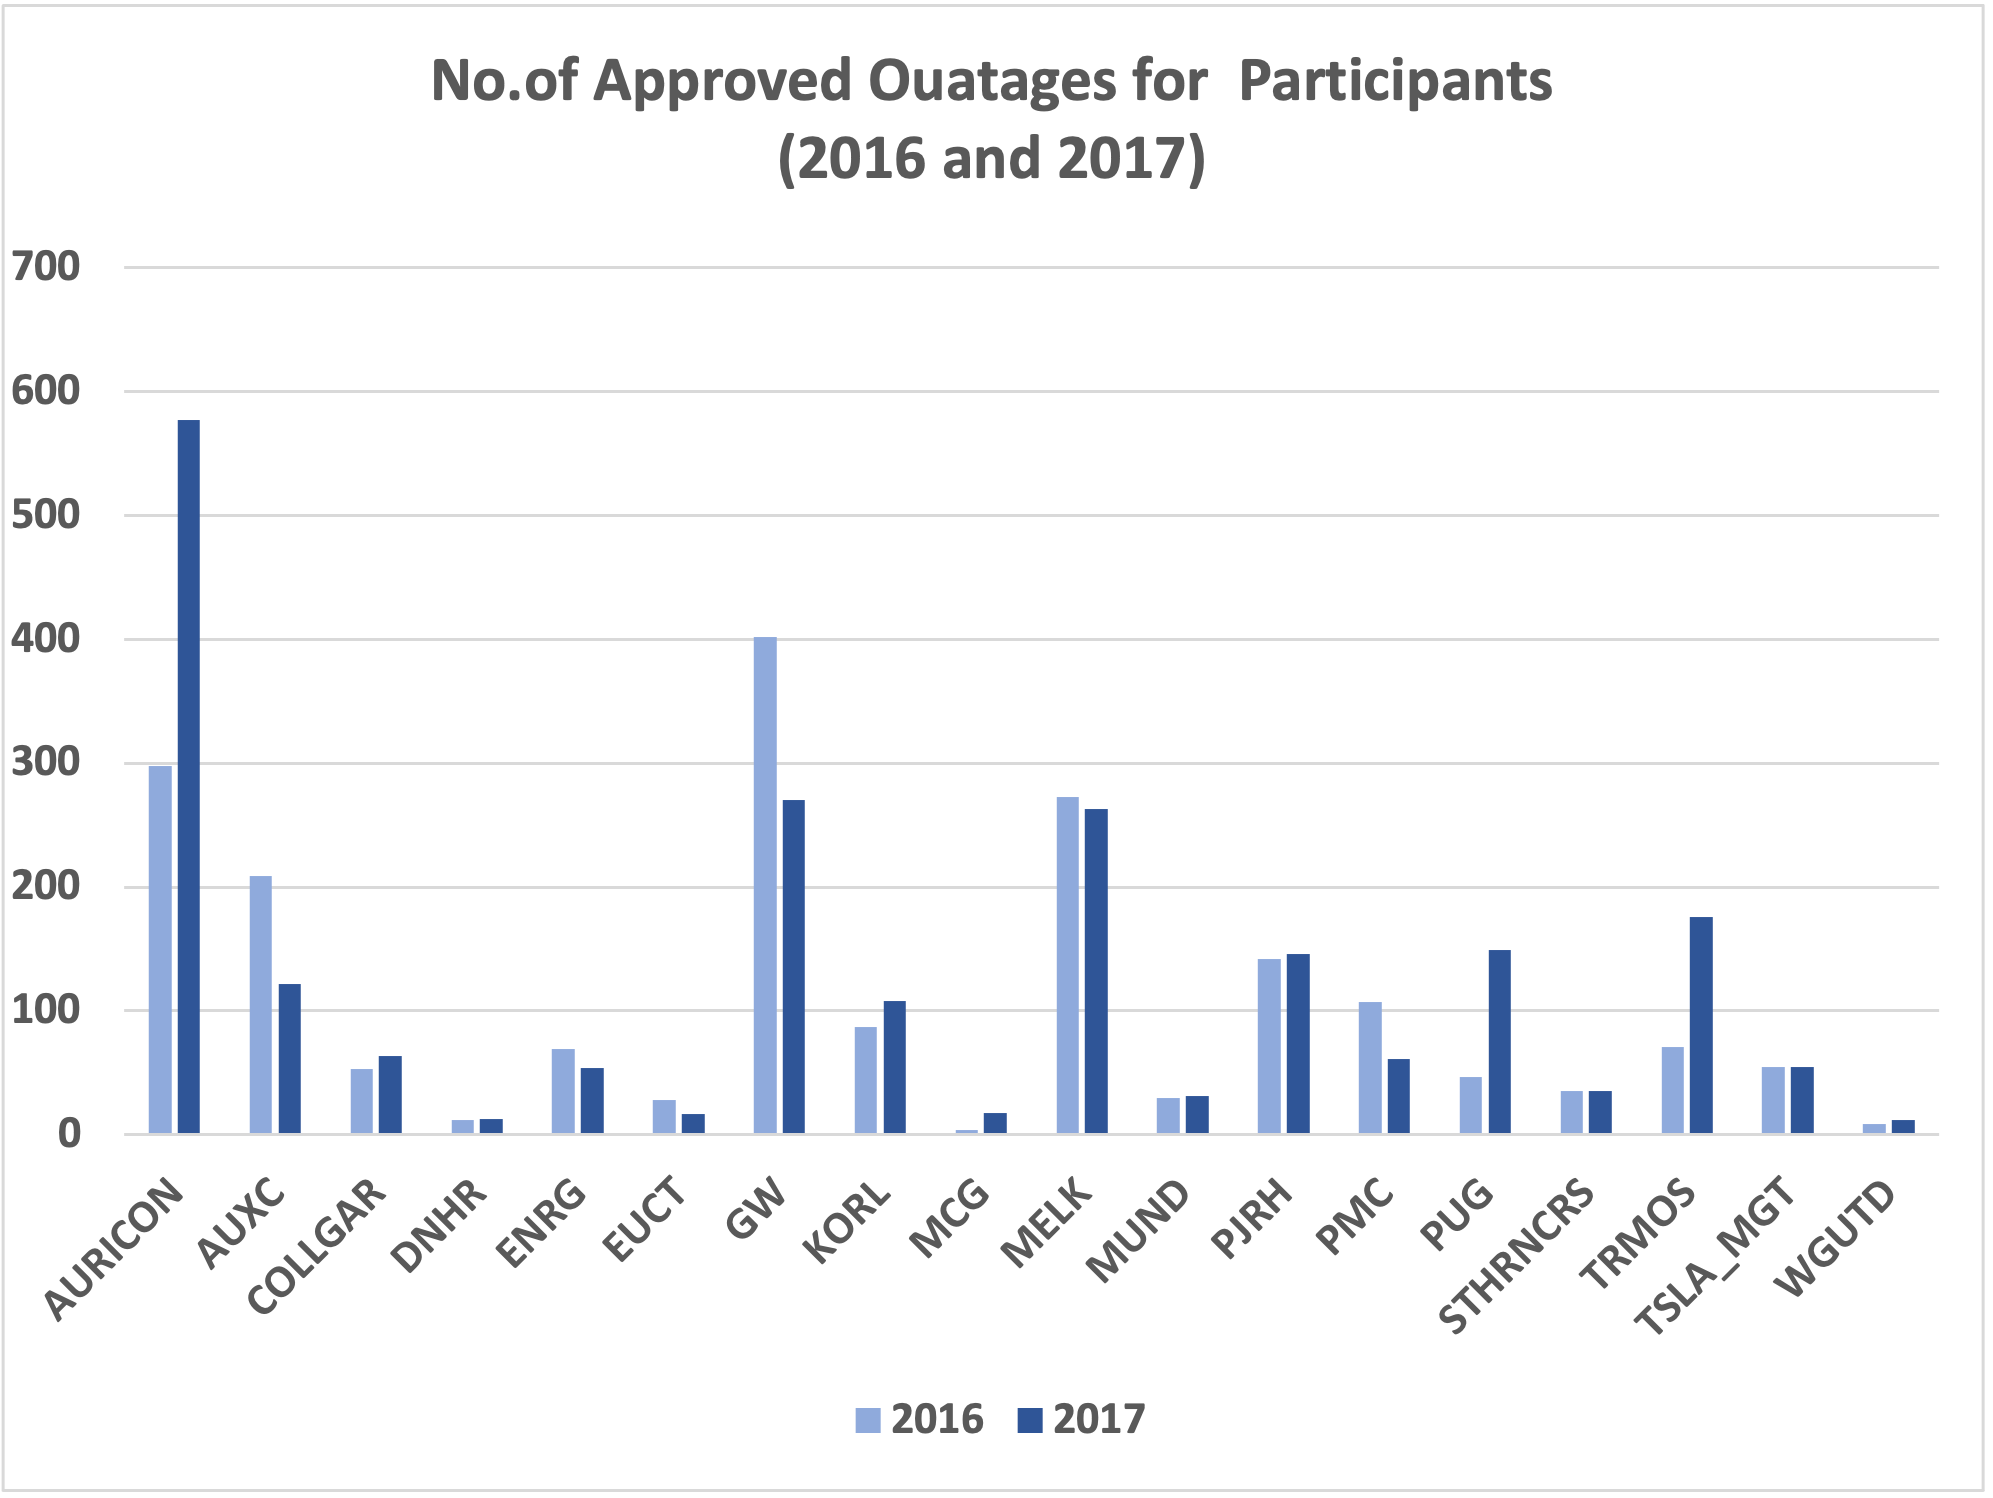 No.of Approved Ouatages for  Participants
(2016 and 2017)
700
600
500
400
300
200
100
0
AURICON
AUXC
COLLGAR
DNHR
ENRG
EUCT
GW
KORL
MCG
MELK
MUND
PJRH
PMC
PUG
STHRNCRS
TRMOS
TSLA_MGT
WGUTD
2016 2017